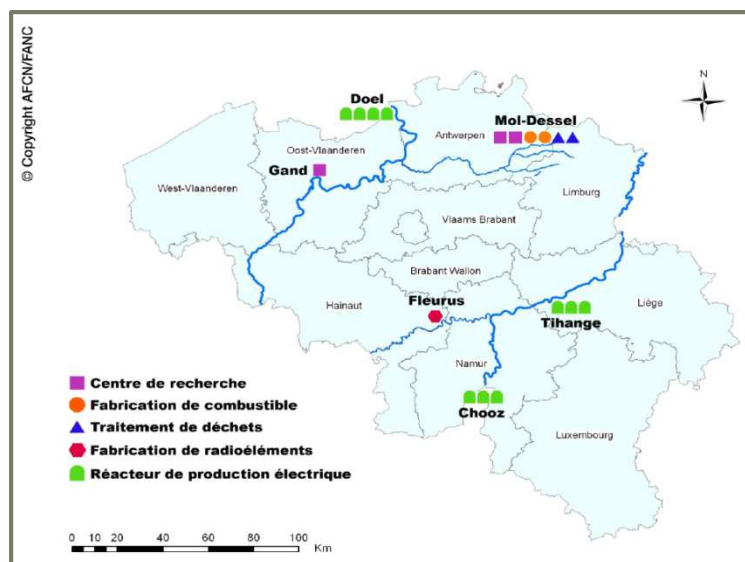 © Copyright AFCN/FANC
N
Doel
Mol-Dessel
Antwerpen
Oost-Vlaanderen
Gand
West-Vlaanderen
Limburg
Vlaams Brabant
Brabant Wallon
Hainaut
Fleurus
Liège
Tihange
Namur
Chooz
Luxembourg
Centre de recherche
Fabrication de combustible
Traitement de déchets
Fabrication de radioéléments
Réacteur de production électrique
0 10 20 40 60 80 100
Km